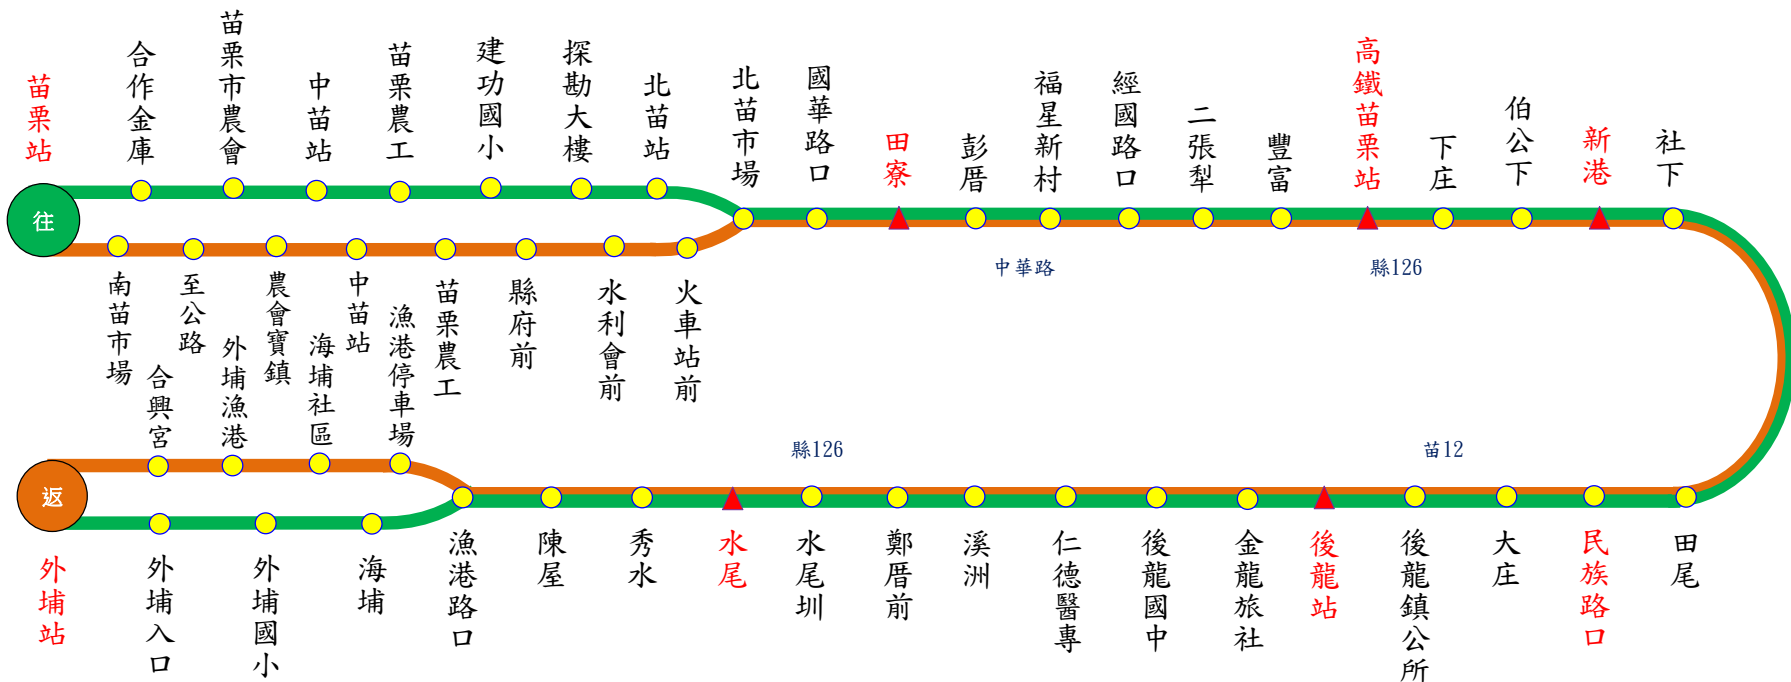 苗栗站
合作金庫
苗栗市農會
中苗站
苗栗農工
建功國小
探勘大樓
北苗站
北苗市場
國華路口
田寮
彭厝
福星新村
經國路口
二張犁
豐富
高鐵苗栗站
下庄
伯公下
新港
社下
往
中華路
縣126
南苗市場
至公路
農會寶鎮
中苗站
苗栗農工
縣府前
水利會前
火車站前
合興宮
外埔漁港
海埔社區
漁港停車場
縣126
苗12
返
外埔站
外埔入口
外埔國小
海埔
漁港路口
陳屋
秀水
水尾
水尾圳
鄭厝前
溪洲
仁德醫專
後龍國中
金龍旅社
後龍站
後龍鎮公所
大庄
民族路口
田尾